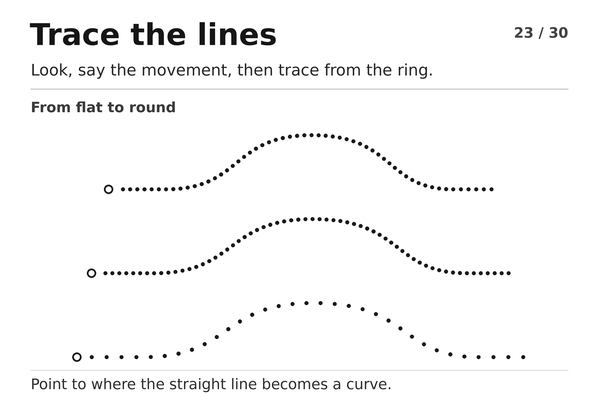 Trace the lines
23 / 30
Look, say the movement, then trace from the ring.
From flat to round
Point to where the straight line becomes a curve.